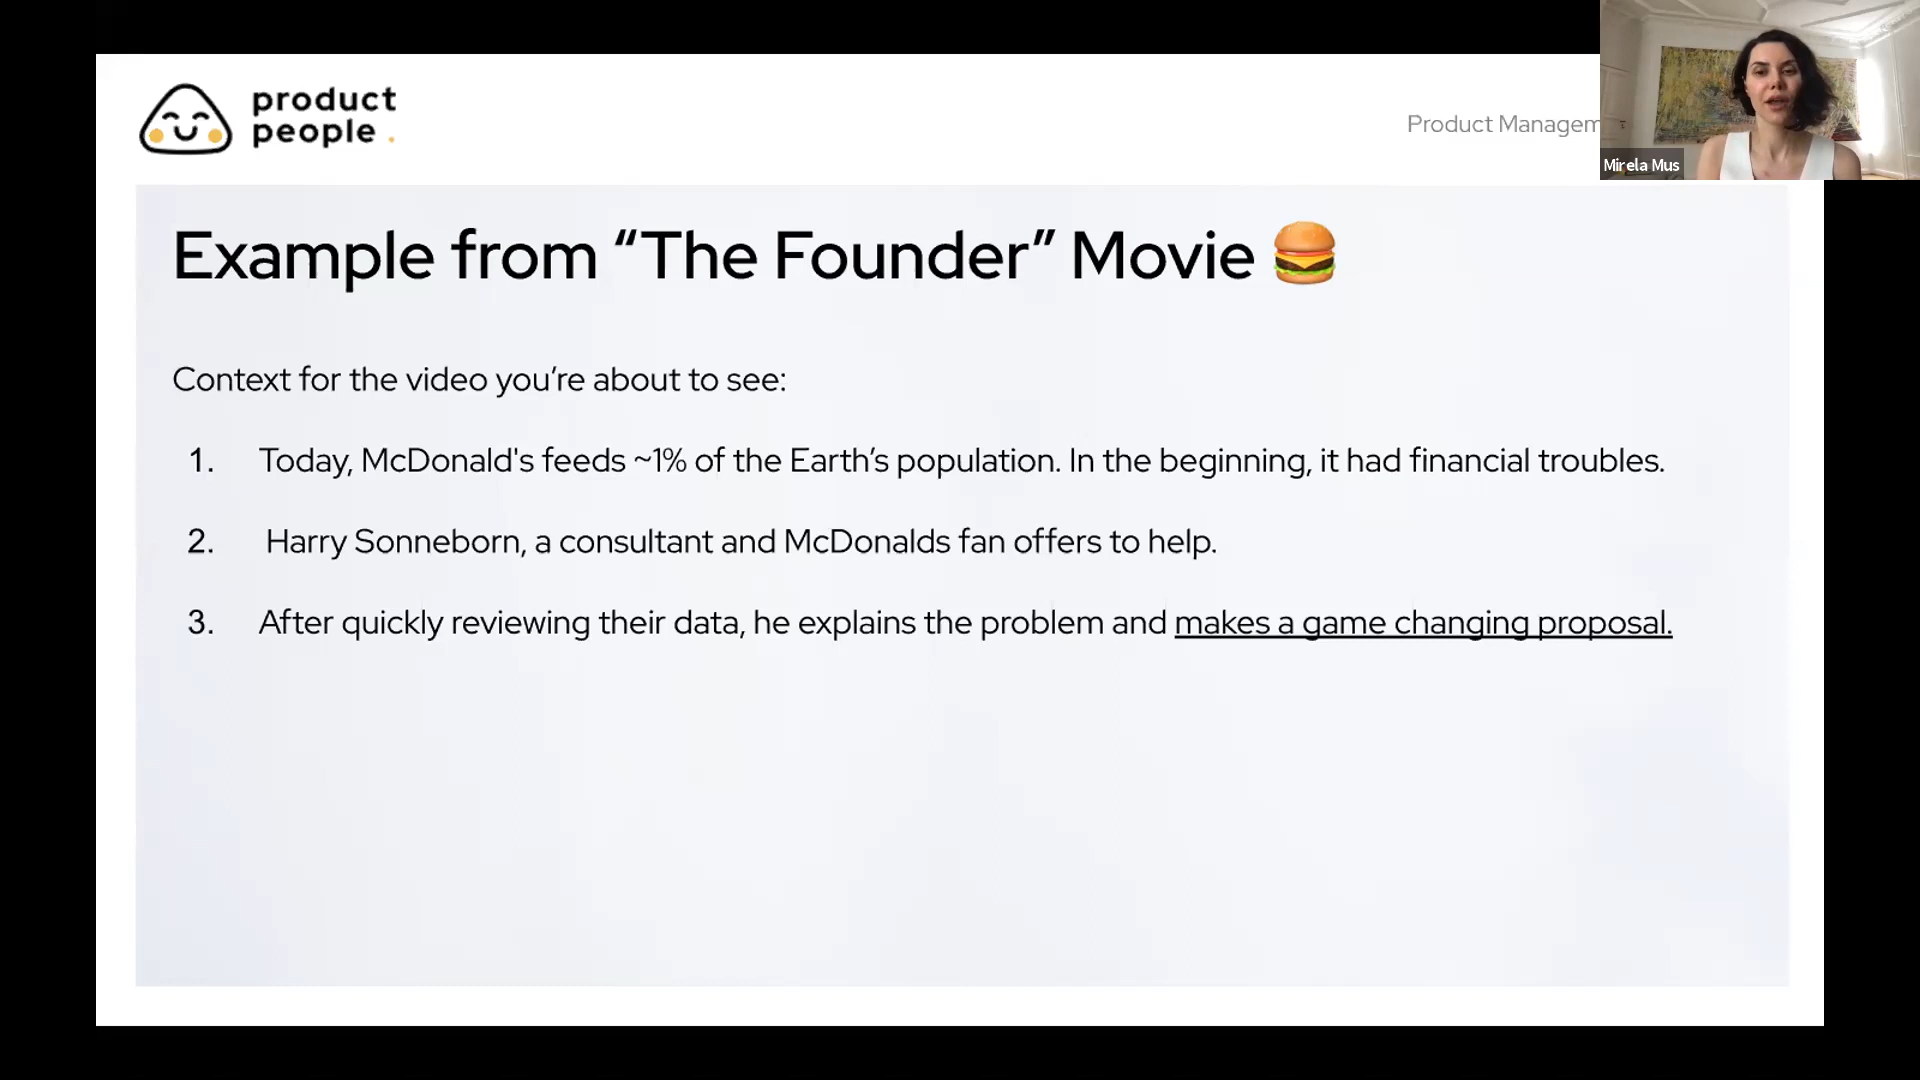 product
people.
Product Managem
Mirela Mus
Example from “The Founder” Movie 🍔
Context for the video you’re about to see:
1. Today, McDonald's feeds ~1% of the Earth’s population. In the beginning, it had financial troubles.
2. Harry Sonneborn, a consultant and McDonalds fan offers to help.
3. After quickly reviewing their data, he explains the problem and makes a game changing proposal.